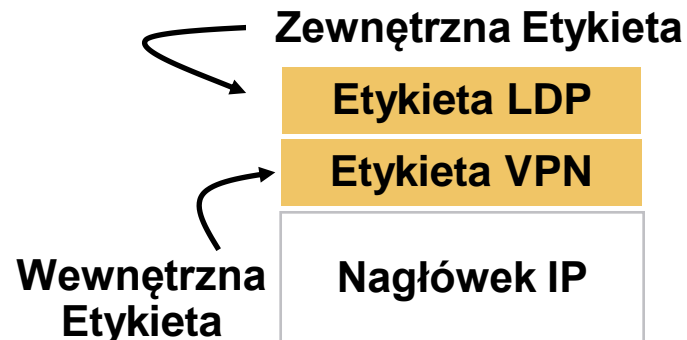 Zewnętrzna Etykieta
Etykieta LDP
Etykieta VPN
Wewnętrzna
Etykieta
Nagłówek IP